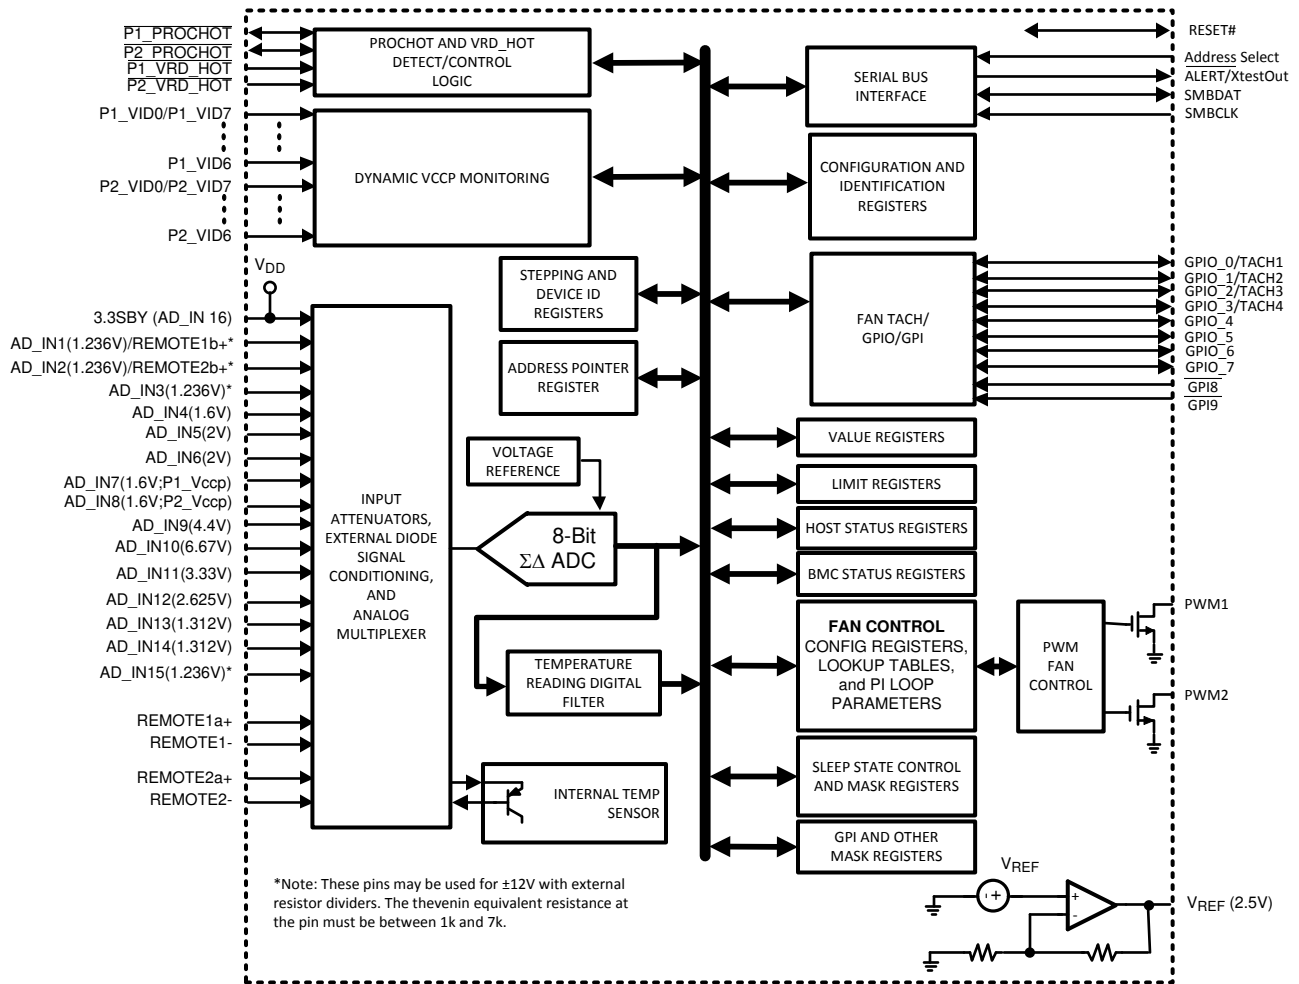 P1_PROCHOT
P2_PROCHOT
P1_VRD_HOT
P2_VRD_HOT
P1_VID0/P1_VID7
P1_VID6
P2_VID0/P2_VID7
P2_VID6
VDD
3.3SBY (AD_IN 16)
AD_IN1(1.236V)/REMOTE1b+*
AD_IN2(1.236V)/REMOTE2b+*
AD_IN3(1.236V)*
AD_IN4(1.6V)
AD_IN5(2V)
AD_IN6(2V)
AD_IN7(1.6V;P1_Vccp)
AD_IN8(1.6V;P2_Vccp)
AD_IN9(4.4V)
AD_IN10(6.67V)
AD_IN11(3.33V)
AD_IN12(2.625V)
AD_IN13(1.312V)
AD_IN14(1.312V)
AD_IN15(1.236V)*
REMOTE1a+
REMOTE1-
REMOTE2a+
REMOTE2-
PROCHOT AND VRD_HOT
DETECT/CONTROL
LOGIC
DYNAMIC VCCP MONITORING
STEPPING AND
DEVICE ID
REGISTERS
ADDRESS POINTER
REGISTER
VOLTAGE
REFERENCE
INPUT
ATTENUATORS,
EXTERNAL DIODE
SIGNAL
CONDITIONING,
AND
ANALOG
MULTIPLEXER
8-Bit
ΣΔ ADC
TEMPERATURE
READING DIGITAL
FILTER
INTERNAL TEMP
SENSOR
*Note: These pins may be used for ±12V with external
resistor dividers. The thevenin equivalent resistance at
the pin must be between 1k and 7k.
SERIAL BUS
INTERFACE
CONFIGURATION AND
IDENTIFICATION
REGISTERS
FAN TACH/
GPIO/GPI
VALUE REGISTERS
LIMIT REGISTERS
HOST STATUS REGISTERS
BMC STATUS REGISTERS
FAN CONTROL
CONFIG REGISTERS,
LOOKUP TABLES,
and PI LOOP
PARAMETERS
PWM
FAN
CONTROL
SLEEP STATE CONTROL
AND MASK REGISTERS
GPI AND OTHER
MASK REGISTERS
VREF
- +
+
-
RESET#
Address Select
ALERT/XtestOut
SMBDAT
SMBCLK
GPIO_0/TACH1
GPIO_1/TACH2
GPIO_2/TACH3
GPIO_3/TACH4
GPIO_4
GPIO_5
GPIO_6
GPIO_7
GPI8
GPI9
PWM1
PWM2
VREF (2.5V)